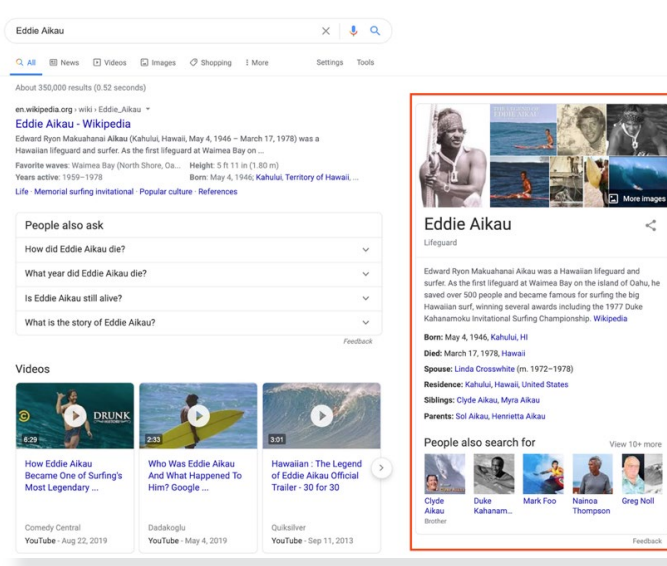 Eddie Aikau
All
News
Videos
Images
Shopping
More
Settings
Tools
About 350,000 results (0.52 seconds)
en.wikipedia.org › wiki › Eddie_Aikau
Eddie Aikau - Wikipedia
Edward Ryon Makuahanai Aikau (Kahului, Hawaii, May 4, 1946 – March 17, 1978) was a
Hawaiian lifeguard and surfer. As the first lifeguard at Waimea Bay on ...
Favorite waves: Waimea Bay (North Shore, Oa... Height: 5 ft 11 in (1.80 m)
Years active: 1959–1978 Born: May 4, 1946; Kahului, Territory of Hawaii, ...
Life · Memorial surfing invitational · Popular culture · References
People also ask
How did Eddie Aikau die?
What year did Eddie Aikau die?
Is Eddie Aikau still alive?
What is the story of Eddie Aikau?
Feedback
Videos
DRUNK
6:29
2:33
3:01
How Eddie Aikau
Became One of Surfing's
Most Legendary ...
Comedy Central
YouTube - Aug 22, 2019
Who Was Eddie Aikau
And What Happened To
Him? Google ...
Dadakoglu
YouTube - May 4, 2019
Hawaiian : The Legend
of Eddie Aikau Official
Trailer - 30 for 30
Quiksilver
YouTube - Sep 11, 2013
More images
Eddie Aikau
Lifeguard
Edward Ryon Makuahanai Aikau was a Hawaiian lifeguard and
surfer. As the first lifeguard at Waimea Bay on the island of Oahu, he
saved over 500 people and became famous for surfing the big
Hawaiian surf, winning several awards including the 1977 Duke
Kahanamoku Invitational Surfing Championship. Wikipedia
Born: May 4, 1946, Kahului, HI
Died: March 17, 1978, Hawaii
Spouse: Linda Crosswhite (m. 1972–1978)
Residence: Kahului, Hawaii, United States
Siblings: Clyde Aikau, Myra Aikau
Parents: Sol Aikau, Henrietta Aikau
People also search for
View 10+ more
Clyde
Aikau
Brother
Duke
Kahanam...
Mark Foo
Nainoa
Thompson
Greg Noll
Feedback